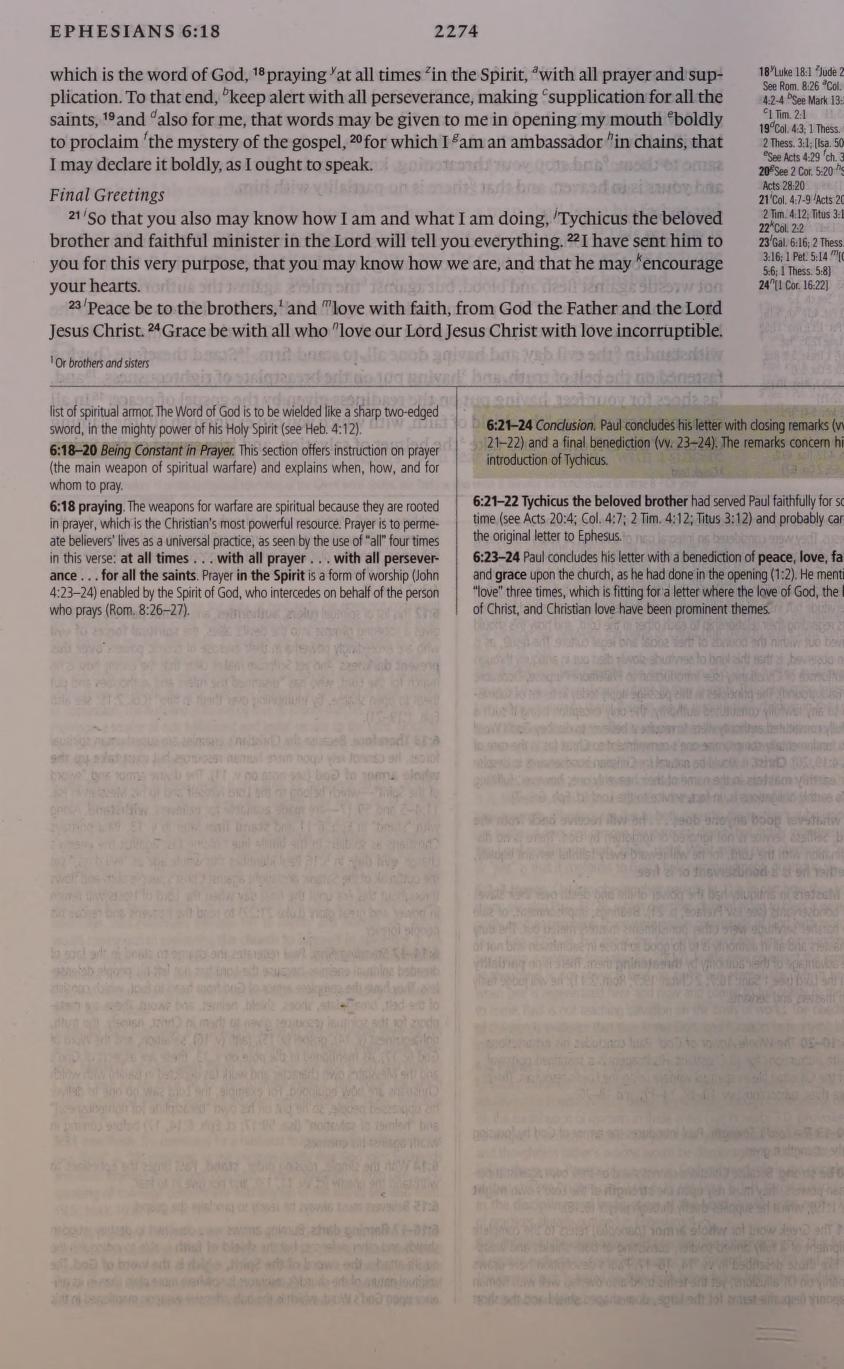 EPHESIANS 6:18
2274
which is the word of God, 18 praying y at all times z in the Spirit, a with all prayer and sup-
plication. To that end, b keep alert with all perseverance, making c supplication for all the
saints, 19 and d also for me, that words may be given to me in opening my mouth e boldly
to proclaim f the mystery of the gospel, 20 for which I g am an ambassador h in chains, that
I may declare it boldly, as I ought to speak.
Final Greetings
21 i So that you also may know how I am and what I am doing, j Tychicus the beloved
brother and faithful minister in the Lord will tell you everything. 22 I have sent him to
you for this very purpose, that you may know how we are, and that he may k encourage
your hearts.
23 l Peace be to the brothers, 1 and m love with faith, from God the Father and the Lord
Jesus Christ. 24 Grace be with all who n love our Lord Jesus Christ with love incorruptible.
1 Or brothers and sisters
18 y Luke 18:1 z Jude 2
See Rom. 8:26 a Col.
4:2-4 b See Mark 13:
c 1 Tim. 2:1
19 d Col. 4:3; 1 Thess.
2 Thess. 3:1; [Isa. 50
e See Acts 4:29 f ch. 3
20 g See 2 Cor. 5:20 h
Acts 28:20
21 i Col. 4:7-9 j Acts 20
2 Tim. 4:12; Titus 3:1
22 k Col. 2:2
23 l Gal. 6:16; 2 Thess.
3:16; 1 Pet. 5:14 m
5:6; 1 Thess. 5:8]
24 n [1 Cor. 16:22]
list of spiritual armor. The Word of God is to be wielded like a sharp two-edged
sword, in the mighty power of his Holy Spirit (see Heb. 4:12).
6:18–20 Being Constant in Prayer. This section offers instruction on prayer
(the main weapon of spiritual warfare) and explains when, how, and for
whom to pray.
6:18 praying. The weapons for warfare are spiritual because they are rooted
in prayer, which is the Christian's most powerful resource. Prayer is to perme-
ate believers' lives as a universal practice, as seen by the use of "all" four times
in this verse: at all times . . . with all prayer . . . with all persever-
ance . . . for all the saints. Prayer in the Spirit is a form of worship (John
4:23–24) enabled by the Spirit of God, who intercedes on behalf of the person
who prays (Rom. 8:26–27).
6:21–24 Conclusion. Paul concludes his letter with closing remarks (vv
21–22) and a final benediction (vv. 23–24). The remarks concern hi
introduction of Tychicus.
6:21–22 Tychicus the beloved brother had served Paul faithfully for so
time (see Acts 20:4; Col. 4:7; 2 Tim. 4:12; Titus 3:12) and probably car
the original letter to Ephesus.
6:23–24 Paul concludes his letter with a benediction of peace, love, fa
and grace upon the church, as he had done in the opening (1:2). He menti
"love" three times, which is fitting for a letter where the love of God, the
of Christ, and Christian love have been prominent themes.